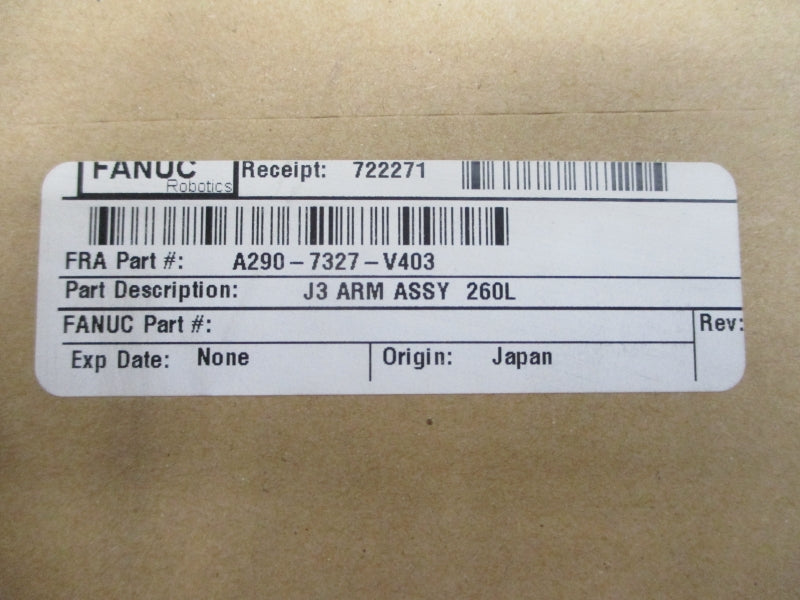 FANUC
Robotics
Receipt: 722271
FRA Part #: A290-7327-V403
Part Description: J3 ARM ASSY 260L
FANUC Part #:
Rev:
Exp Date: None
Origin: Japan